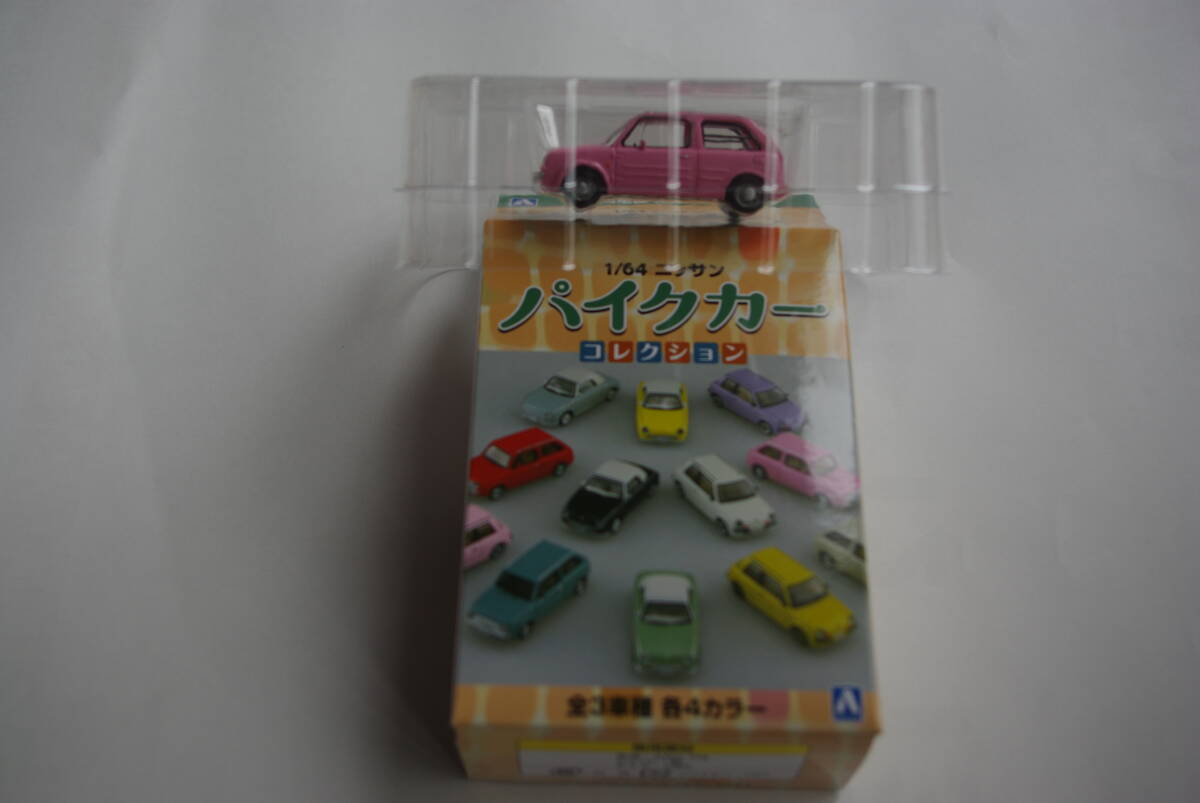 1/64 ニッサン
パイクカー
コレクション
全3車種 各4カラー